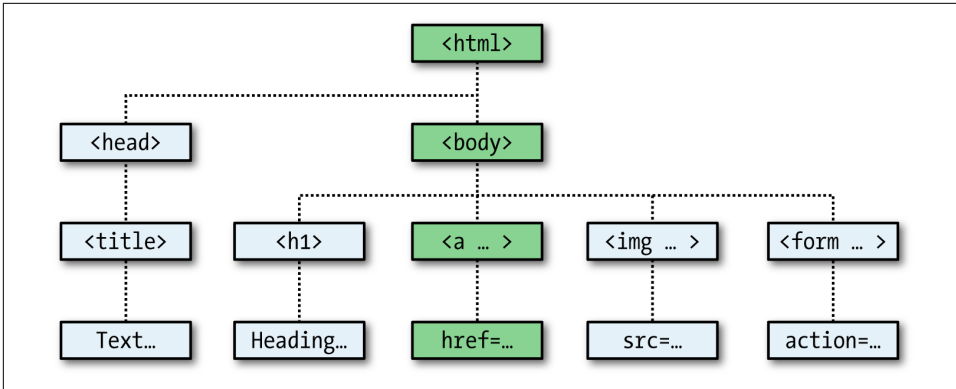 <html>
<head>
<body>
<title>
<h1>
<a … >
<img … >
<form … >
Text…
Heading…
href=…
src=…
action=…